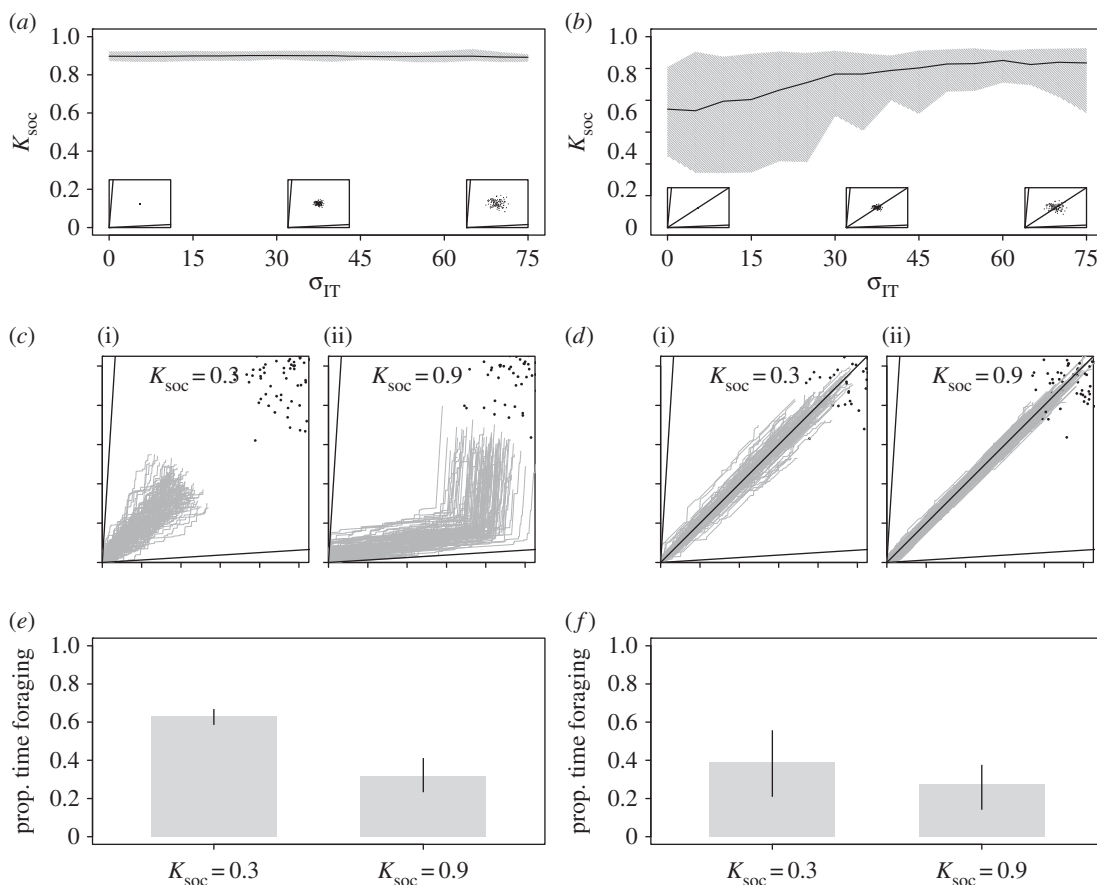 (a)
1.0
0.8
0.6
0.4
0.2
0
K_soc
0 15 30 45 60 75
σ_IT
(b)
1.0
0.8
0.6
0.4
0.2
0
K_soc
0 15 30 45 60 75
σ_IT
(c) (i) (ii)
K_soc = 0.3
K_soc = 0.9
(d) (i) (ii)
K_soc = 0.3
K_soc = 0.9
(e)
1.0
0.8
0.6
0.4
0.2
0
prop. time foraging
K_soc = 0.3 K_soc = 0.9
(f)
1.0
0.8
0.6
0.4
0.2
0
prop. time foraging
K_soc = 0.3 K_soc = 0.9